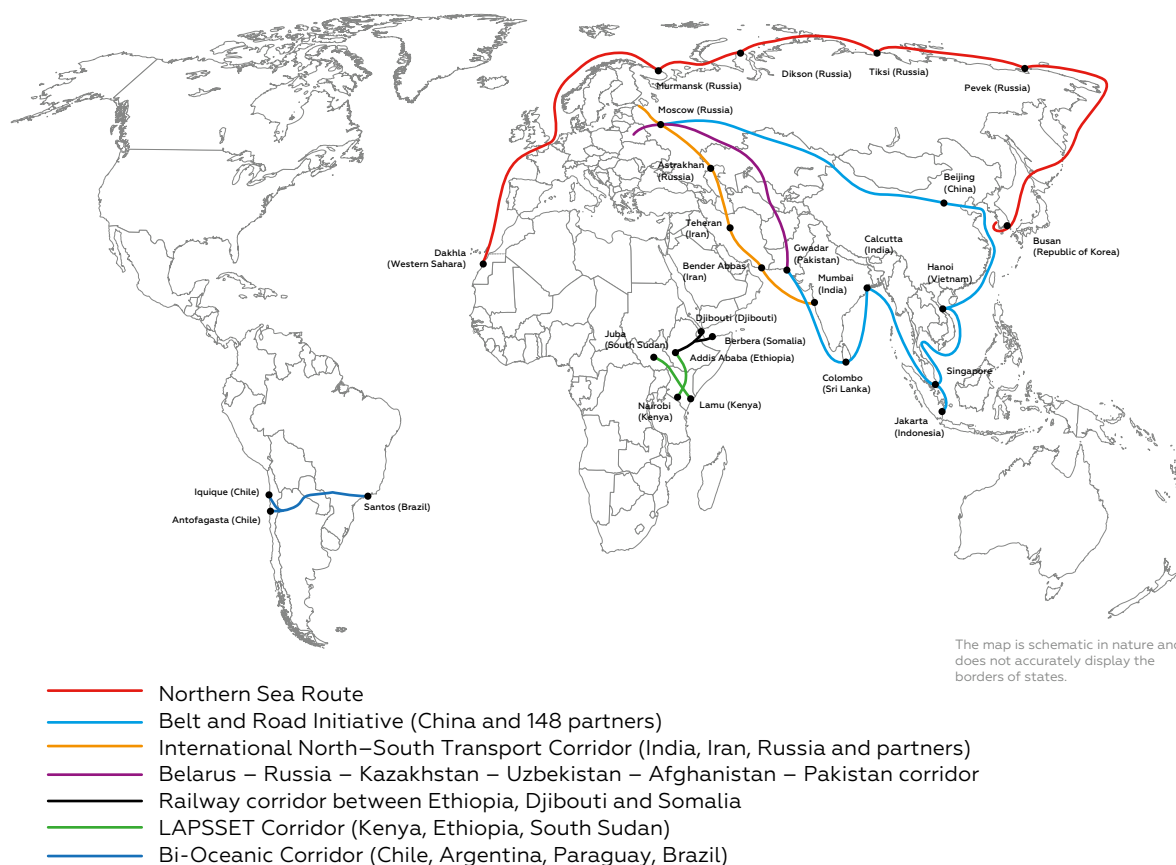 Murmansk (Russia)
Dikson (Russia)
Tiksi (Russia)
Pevek (Russia)
Moscow (Russia)
Astrakhan
(Russia)
Beijing
(China)
Teheran
(Iran)
Busan
(Republic of Korea)
Dakhla
(Western Sahara)
Bender Abbas
(Iran)
Gwadar
(Pakistan)
Calcutta
(India)
Mumbai
(India)
Hanoi
(Vietnam)
Djibouti (Djibouti)
Juba
(South Sudan)
Berbera (Somalia)
Addis Ababa (Ethiopia)
Colombo
(Sri Lanka)
Singapore
Nairobi
(Kenya)
Lamu (Kenya)
Jakarta
(Indonesia)
Iquique (Chile)
Antofagasta (Chile)
Santos (Brazil)
The map is schematic in nature and
does not accurately display the
borders of states.
Northern Sea Route
Belt and Road Initiative (China and 148 partners)
International North–South Transport Corridor (India, Iran, Russia and partners)
Belarus – Russia – Kazakhstan – Uzbekistan – Afghanistan – Pakistan corridor
Railway corridor between Ethiopia, Djibouti and Somalia
LAPSSET Corridor (Kenya, Ethiopia, South Sudan)
Bi-Oceanic Corridor (Chile, Argentina, Paraguay, Brazil)